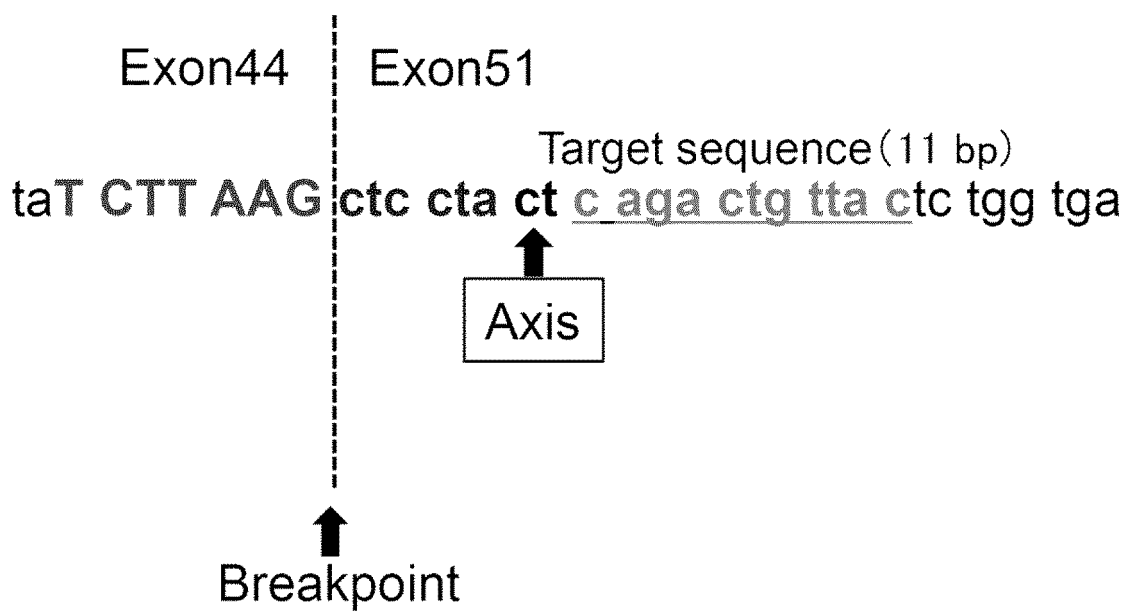 Exon44 Exon51
Target sequence (11 bp)
taT CTT AAG ctc cta ct c aga ctg tta ctc tgg tga
Axis
Breakpoint